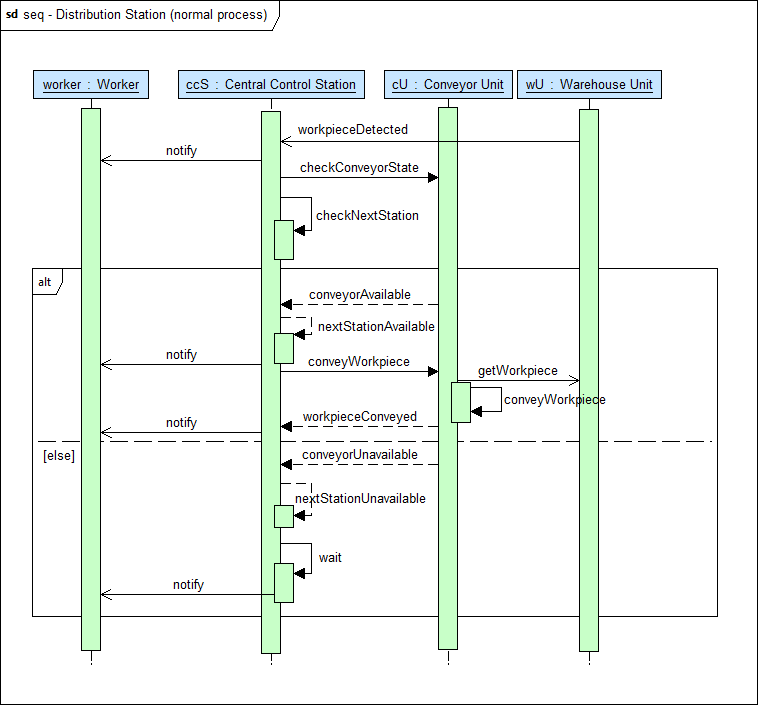 sd seq - Distribution Station (normal process)
worker : Worker
ccS : Central Control Station
cU : Conveyor Unit
wU : Warehouse Unit
workpieceDetected
notify
checkConveyorState
checkNextStation
alt
conveyorAvailable
nextStationAvailable
notify
conveyWorkpiece
getWorkpiece
conveyWorkpiece
workpieceConveyed
notify
[else]
conveyorUnavailable
nextStationUnavailable
wait
notify